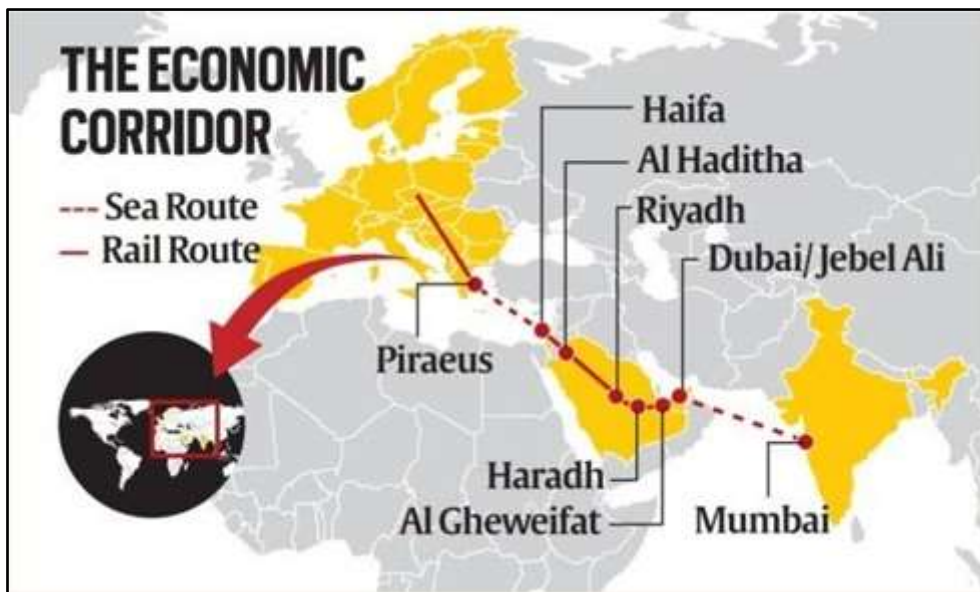 THE ECONOMIC
CORRIDOR
Sea Route
Rail Route
Haifa
Al Haditha
Riyadh
Dubai/Jebel Ali
Piraeus
Haradh
Al Gheweifat
Mumbai